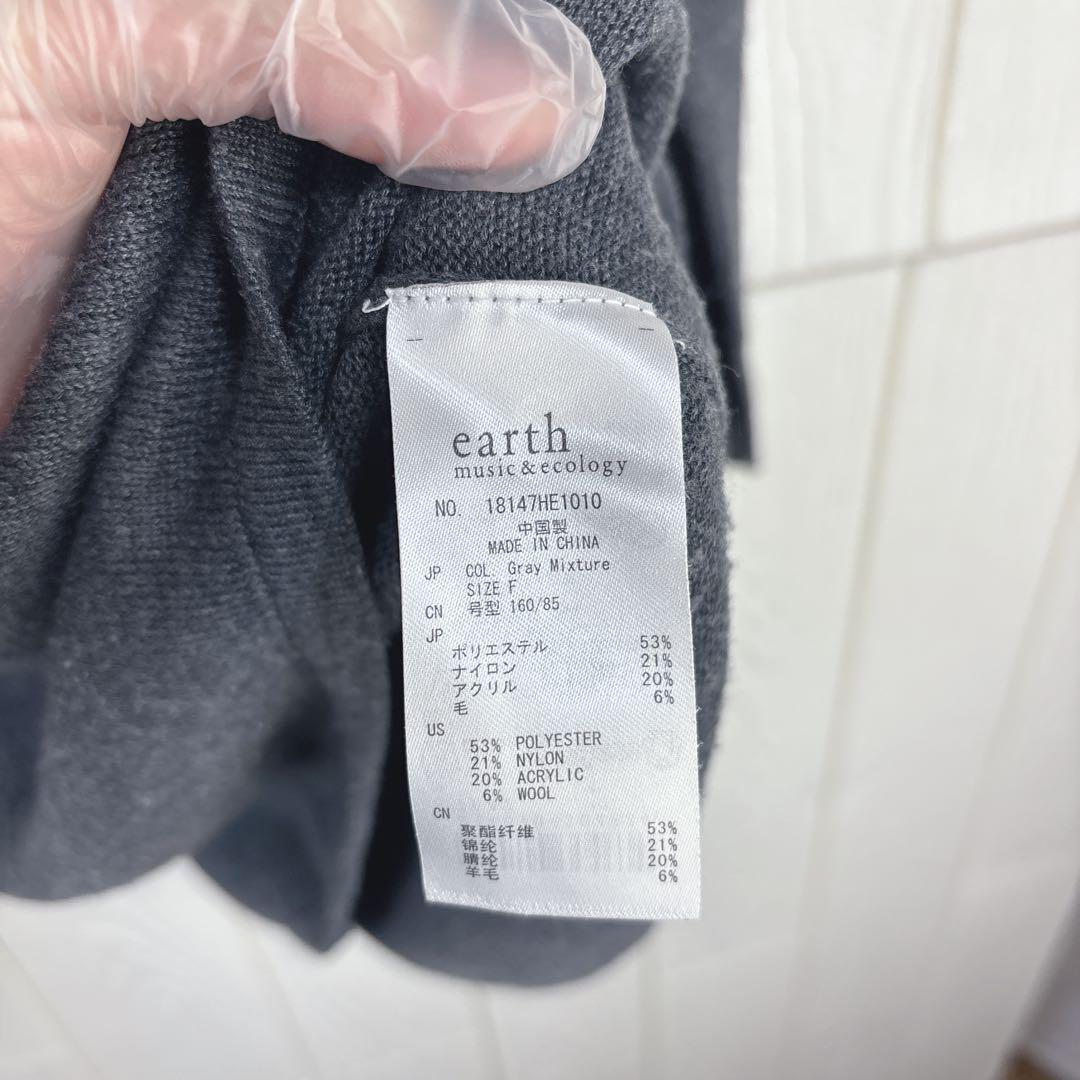 earth
music&ecology
NO. 18147HE1010
中国製
MADE IN CHINA
JP COL. Gray Mixture
SIZE F
CN 号型 160/85
JP
ポリエステル 53%
ナイロン 21%
アクリル 20%
毛 6%
US
53% POLYESTER
21% NYLON
20% ACRYLIC
6% WOOL
CN
聚酯纤维 53%
锦纶 21%
腈纶 20%
羊毛 6%